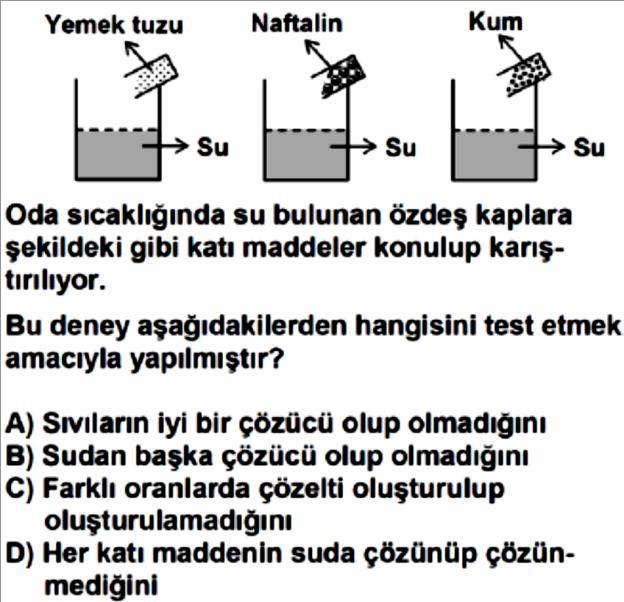 Yemek tuzu Naftalin Kum
Su Su Su
Oda sıcaklığında su bulunan özdeş kaplara
şekildeki gibi katı maddeler konulup karış-
tırılıyor.
Bu deney aşağıdakilerden hangisini test etmek
amacıyla yapılmıştır?
A) Sıvıların iyi bir çözücü olup olmadığını
B) Sudan başka çözücü olup olmadığını
C) Farklı oranlarda çözelti oluşturulup
oluşturulamadığını
D) Her katı maddenin suda çözünüp çözün-
mediğini